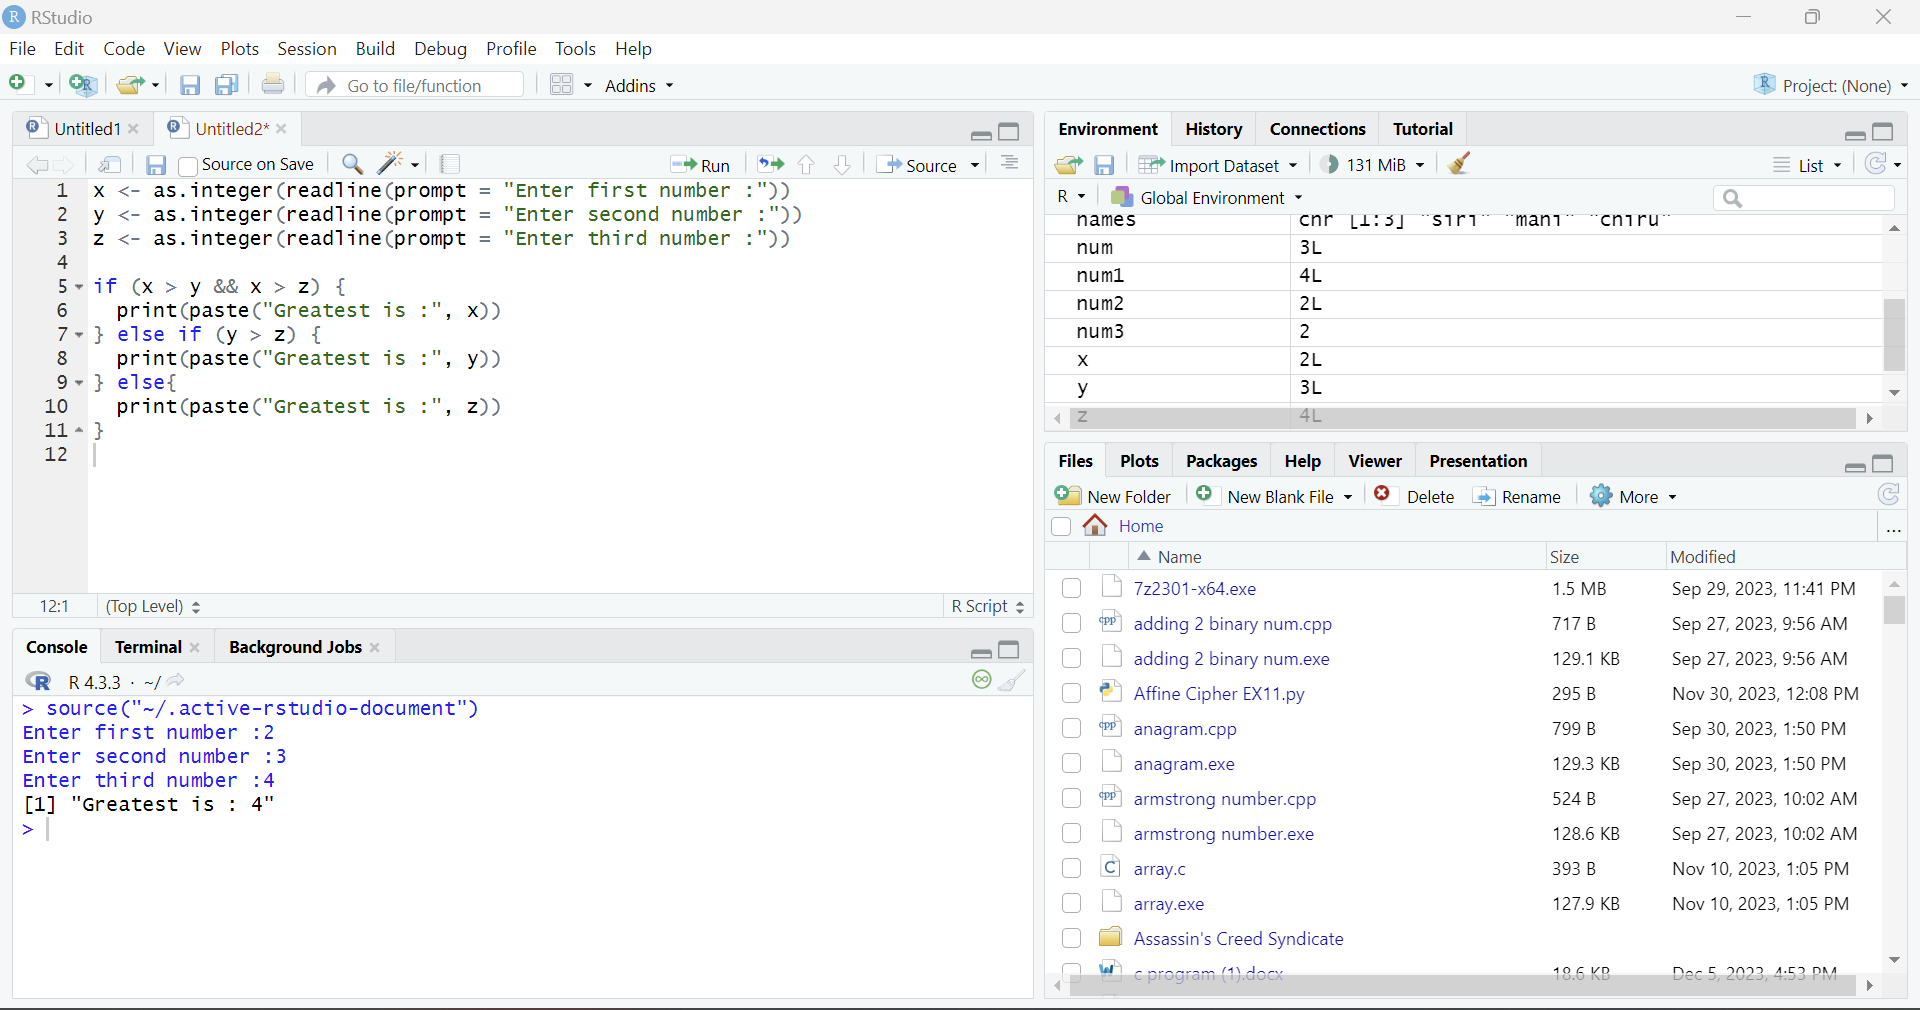 RStudio
File Edit Code View Plots Session Build Debug Profile Tools Help
Go to file/function Addins Project: (None)
Untitled1 Untitled2*
Source on Save Run Source
1 x <- as.integer(readline(prompt = "Enter first number :"))
2 y <- as.integer(readline(prompt = "Enter second number :"))
3 z <- as.integer(readline(prompt = "Enter third number :"))
4
5 if (x > y && x > z) {
6 print(paste("Greatest is :", x))
7 } else if (y > z) {
8 print(paste("Greatest is :", y))
9 } else{
10 print(paste("Greatest is :", z))
11 }
12
12:1 (Top Level) R Script
Console Terminal Background Jobs
R 4.3.3 · ~/
> source("~/.active-rstudio-document")
Enter first number :2
Enter second number :3
Enter third number :4
[1] "Greatest is : 4"
>
Environment History Connections Tutorial
Import Dataset 131 MiB List
R Global Environment
names chr [1:3] "siri" "mani" "chiru"
num 3L
num1 4L
num2 2L
num3 2
x 2L
y 3L
z 4L
Files Plots Packages Help Viewer Presentation
New Folder New Blank File Delete Rename More
Home ...
Name Size Modified
7z2301-x64.exe 1.5 MB Sep 29, 2023, 11:41 PM
adding 2 binary num.cpp 717 B Sep 27, 2023, 9:56 AM
adding 2 binary num.exe 129.1 KB Sep 27, 2023, 9:56 AM
Affine Cipher EX11.py 295 B Nov 30, 2023, 12:08 PM
anagram.cpp 799 B Sep 30, 2023, 1:50 PM
anagram.exe 129.3 KB Sep 30, 2023, 1:50 PM
armstrong number.cpp 524 B Sep 27, 2023, 10:02 AM
armstrong number.exe 128.6 KB Sep 27, 2023, 10:02 AM
array.c 393 B Nov 10, 2023, 1:05 PM
array.exe 127.9 KB Nov 10, 2023, 1:05 PM
Assassin's Creed Syndicate
c program (1).docx 18.6 KB Dec 5, 2023, 4:53 PM